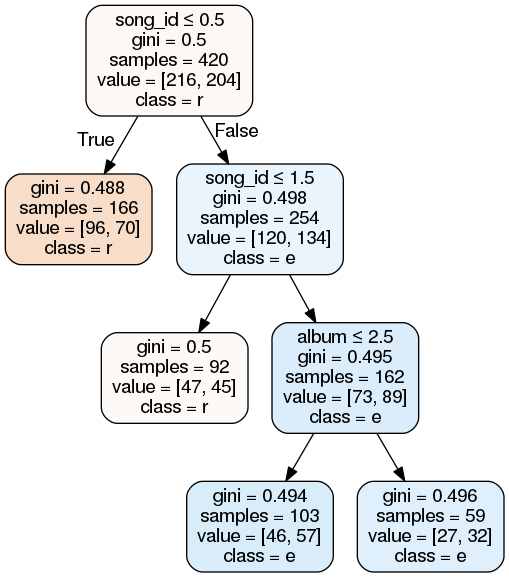 song_id ≤ 0.5
gini = 0.5
samples = 420
value = [216, 204]
class = r
True
False
gini = 0.488
samples = 166
value = [96, 70]
class = r
song_id ≤ 1.5
gini = 0.498
samples = 254
value = [120, 134]
class = e
gini = 0.5
samples = 92
value = [47, 45]
class = r
album ≤ 2.5
gini = 0.495
samples = 162
value = [73, 89]
class = e
gini = 0.494
samples = 103
value = [46, 57]
class = e
gini = 0.496
samples = 59
value = [27, 32]
class = e